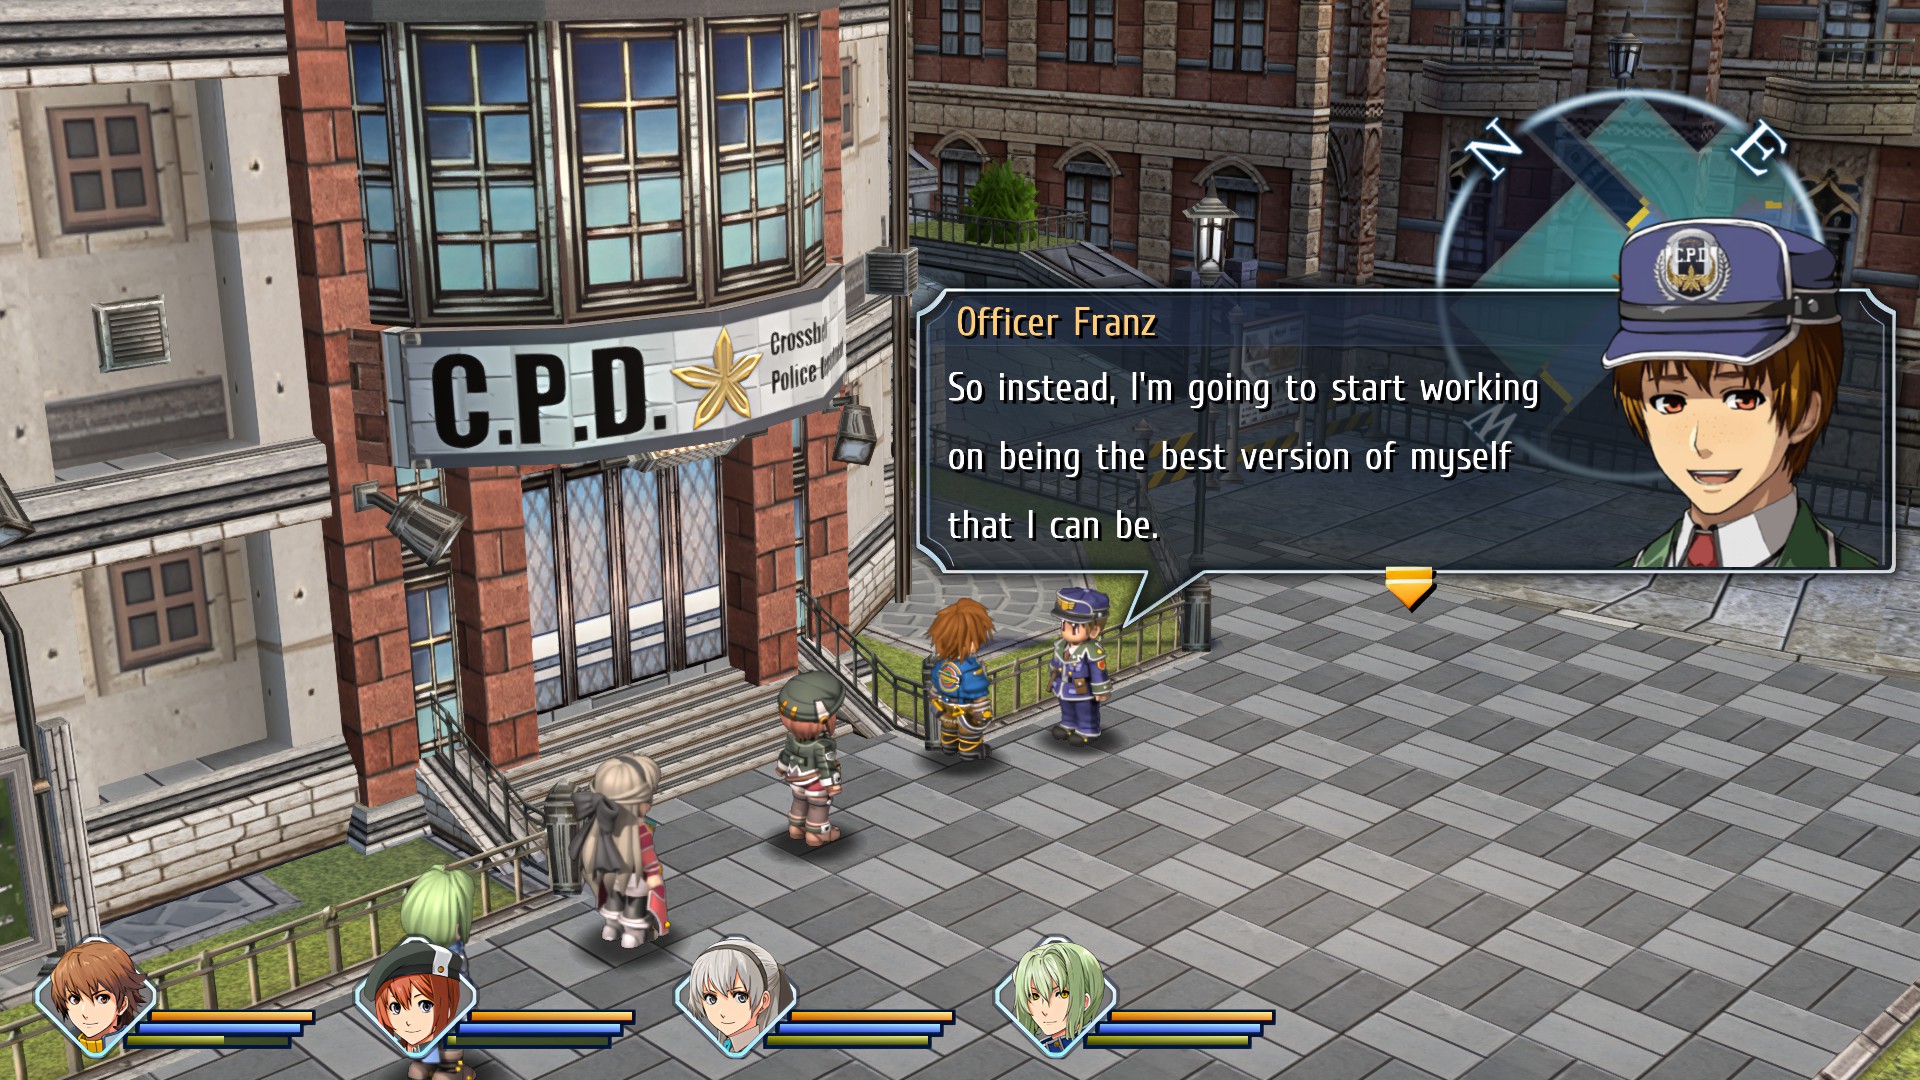 C.P.D.
Crossbell
Police
N
E
W
C.P.D
Officer Franz
So instead, I'm going to start working
on being the best version of myself
that I can be.